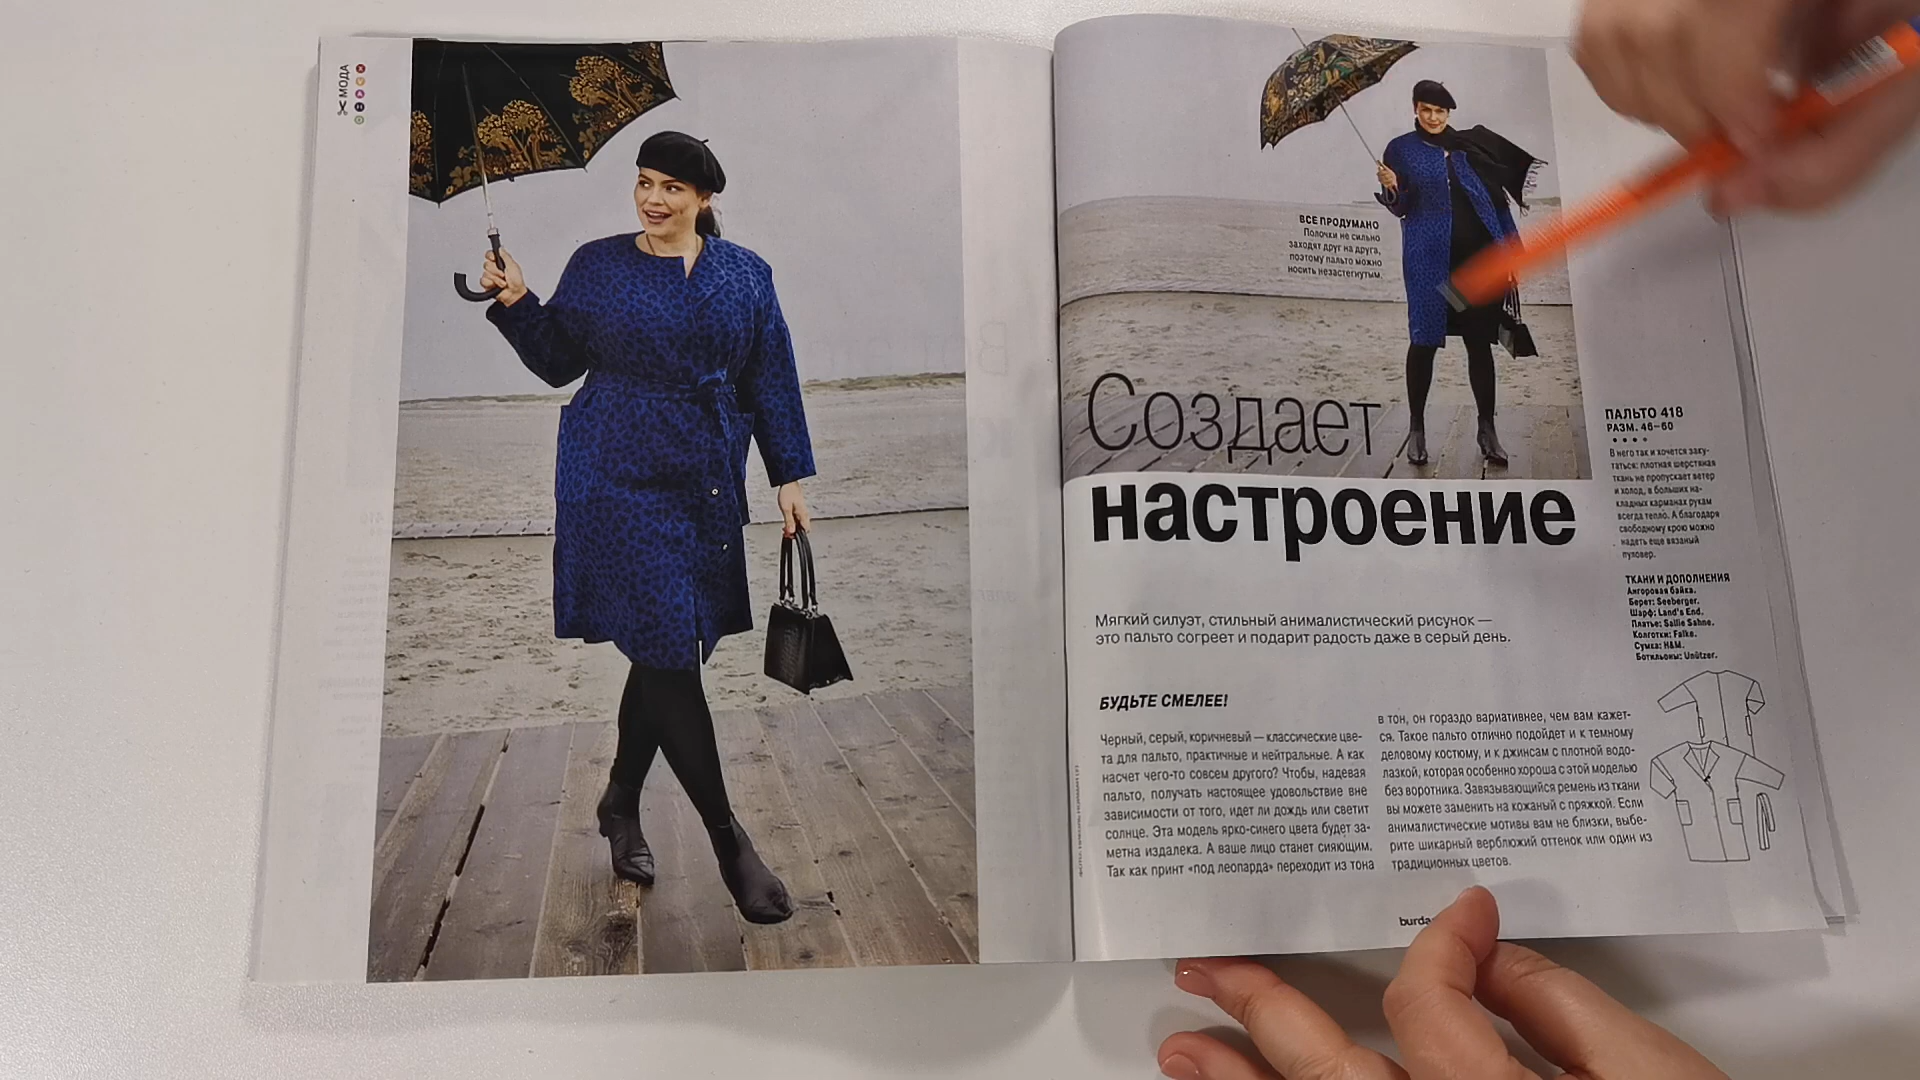 МОДА
ВСЕ ПРОДУМАНО
Полочки не сильно
заходят друг на друга,
поэтому пальто можно
носить незастегнутым.
Создает
настроение
Мягкий силуэт, стильный анималистический рисунок —
это пальто согреет и подарит радость даже в серый день.
БУДЬТЕ СМЕЛЕЕ!
Черный, серый, коричневый — классические цве-
та для пальто, практичные и нейтральные. А как
насчет чего-то совсем другого? Чтобы, надевая
пальто, получать настоящее удовольствие вне
зависимости от того, идет ли дождь или светит
солнце. Эта модель ярко-синего цвета будет за-
метна издалека. А ваше лицо станет сияющим.
Так как принт «под леопарда» переходит из тона
в тон, он гораздо вариативнее, чем вам кажет-
ся. Такое пальто отлично подойдет и к темному
деловому костюму, и к джинсам с плотной водо-
лазкой, которая особенно хороша с этой моделью
без воротника. Завязывающийся ремень из ткани
вы можете заменить на кожаный с пряжкой. Если
анималистические мотивы вам не близки, выбе-
рите шикарный верблюжий оттенок или один из
традиционных цветов.
ПАЛЬТО 418
РАЗМ. 46–60
В него так и хочется заку-
таться: плотная шерстяная
ткань не пропускает ветер
и холод, в больших на-
кладных карманах рукам
всегда тепло. А благодаря
свободному крою можно
надеть еще вязаный
пуловер.
ТКАНИ И ДОПОЛНЕНИЯ
Ангоровая байка.
Берет: Seeberger.
Шарф: Land's End.
Платье: Sallie Sahne.
Колготки: Falke.
Сумка: H&M.
Ботильоны: Unützer.
burda